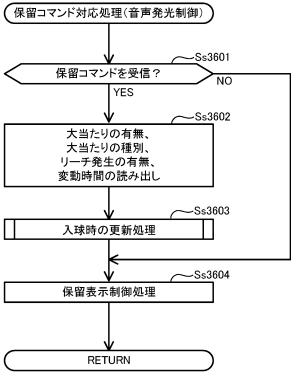 保留コマンド対応処理(音声発光制御)
Ss3601
保留コマンドを受信？
NO
YES
Ss3602
大当たりの有無、
大当たりの種別、
リーチ発生の有無、
変動時間の読み出し
Ss3603
入球時の更新処理
Ss3604
保留表示制御処理
RETURN